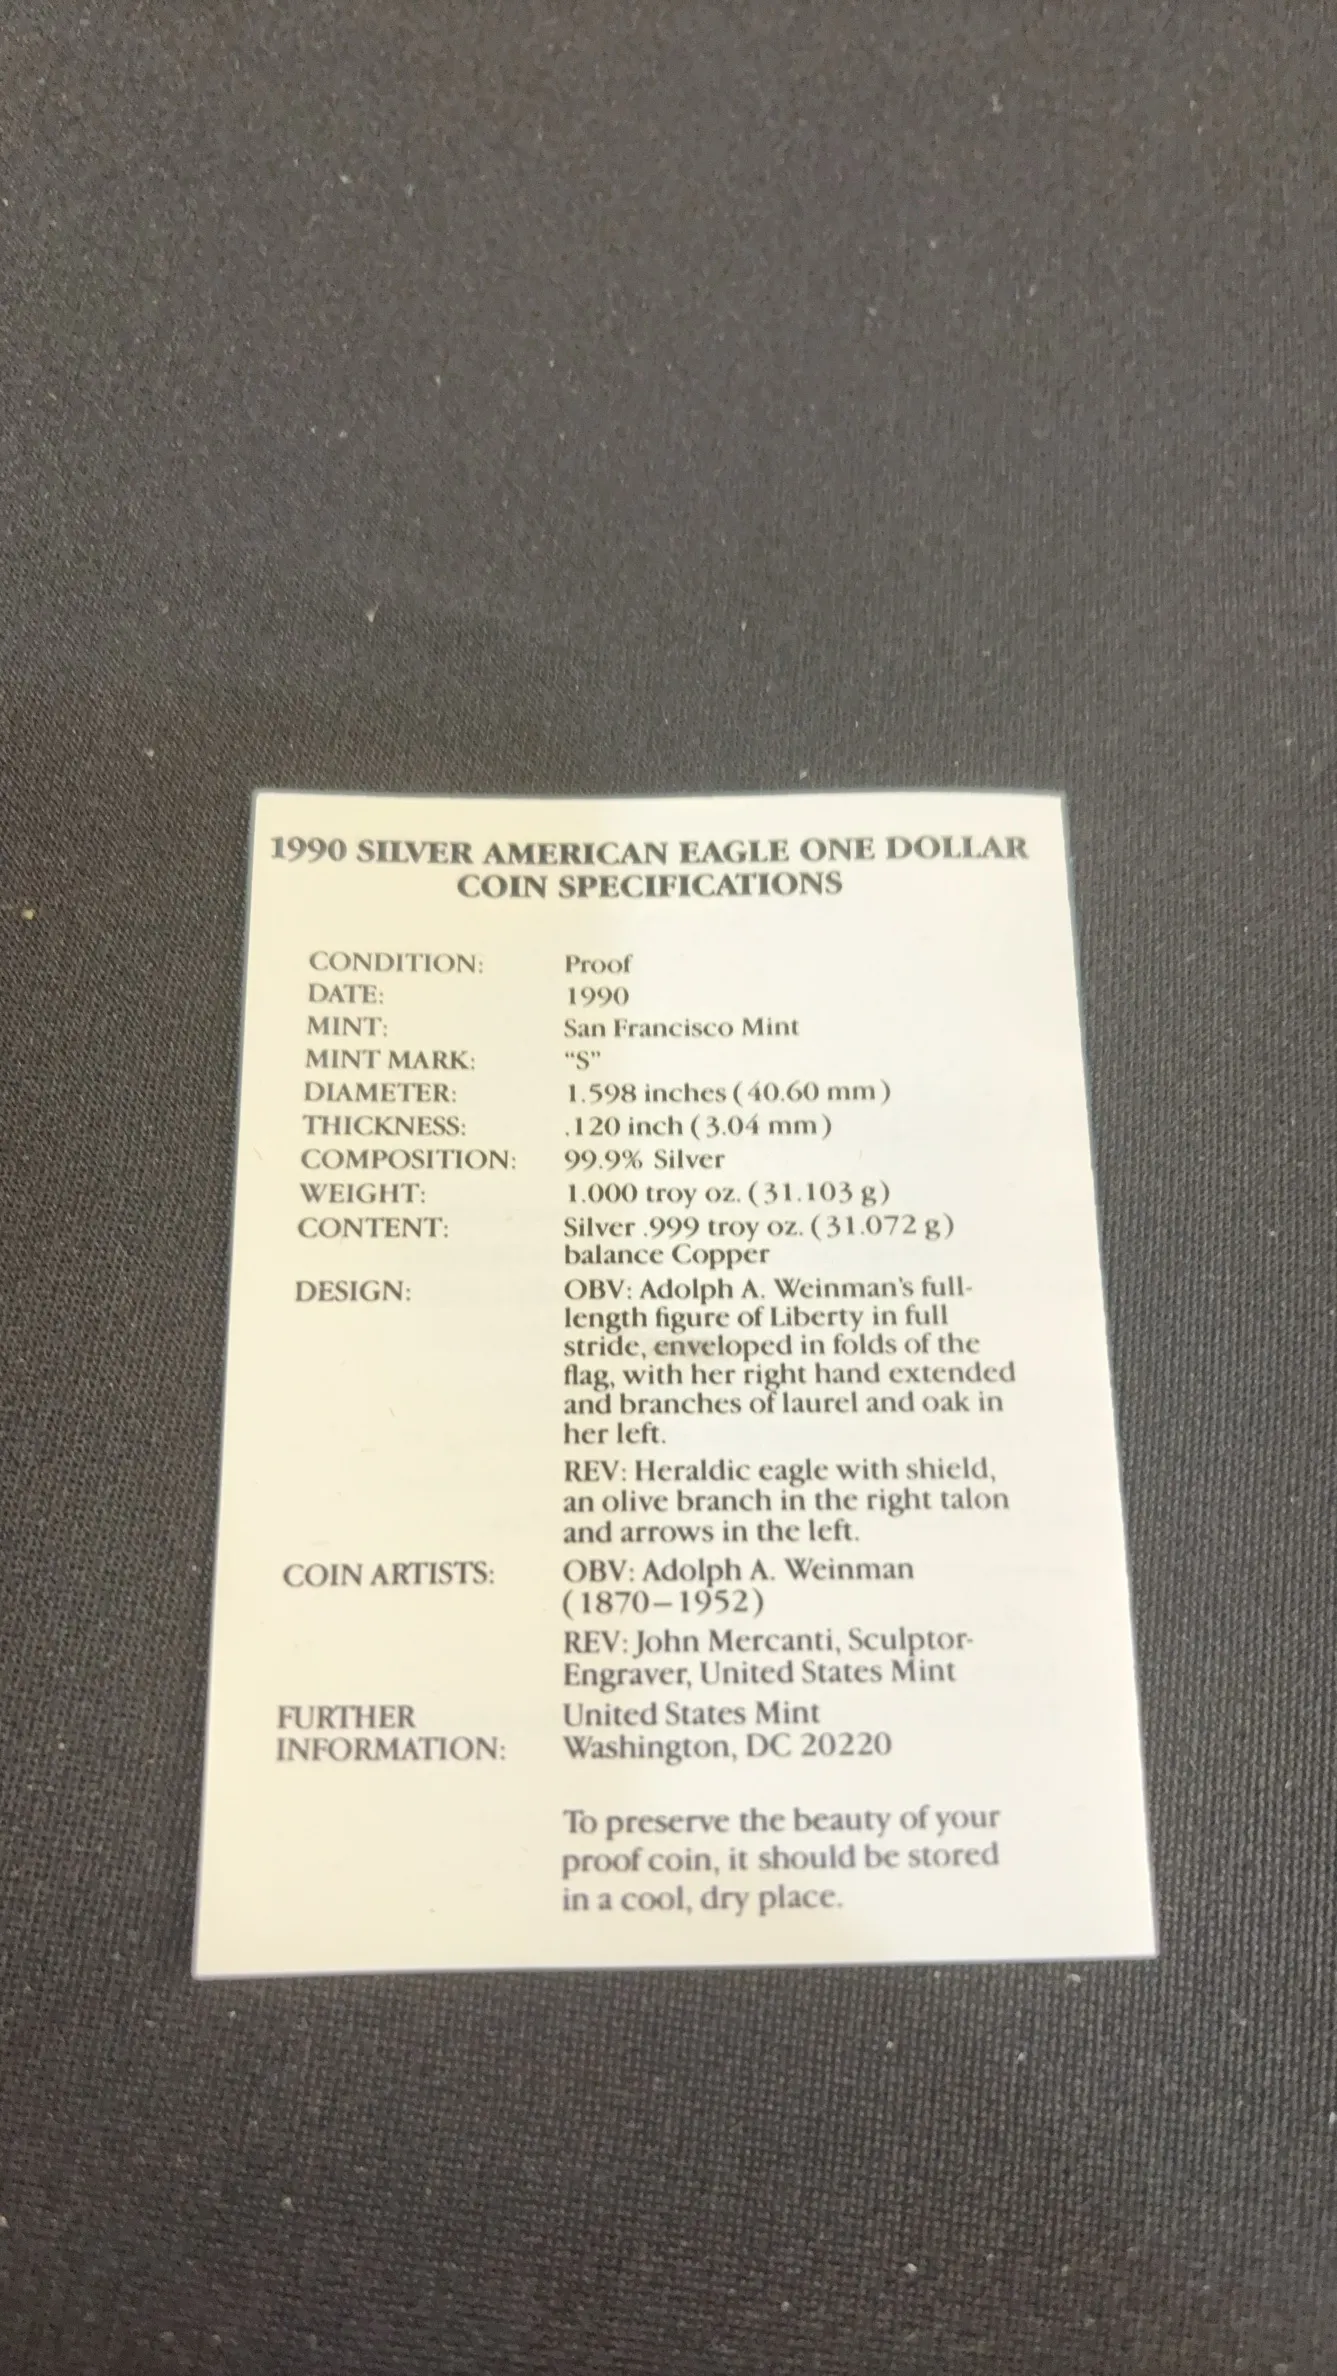 1990 SILVER AMERICAN EAGLE ONE DOLLAR
COIN SPECIFICATIONS
CONDITION: Proof
DATE: 1990
MINT: San Francisco Mint
MINT MARK: “S”
DIAMETER: 1.598 inches (40.60 mm)
THICKNESS: .120 inch (3.04 mm)
COMPOSITION: 99.9% Silver
WEIGHT: 1.000 troy oz. (31.103 g)
CONTENT: Silver .999 troy oz. (31.072 g)
balance Copper
DESIGN: OBV: Adolph A. Weinman’s full-
length figure of Liberty in full
stride, enveloped in folds of the
flag, with her right hand extended
and branches of laurel and oak in
her left.
REV: Heraldic eagle with shield,
an olive branch in the right talon
and arrows in the left.
COIN ARTISTS: OBV: Adolph A. Weinman
(1870–1952)
REV: John Mercanti, Sculptor-
Engraver, United States Mint
FURTHER United States Mint
INFORMATION: Washington, DC 20220
To preserve the beauty of your
proof coin, it should be stored
in a cool, dry place.